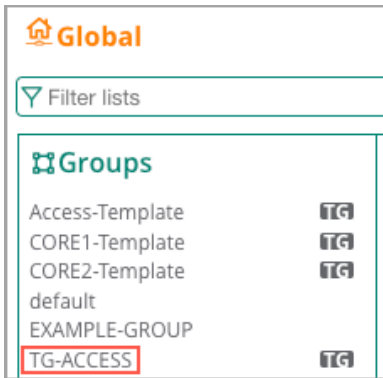 Global
Filter lists
Groups
Access-Template TG
CORE1-Template TG
CORE2-Template TG
default
EXAMPLE-GROUP
TG-ACCESS TG